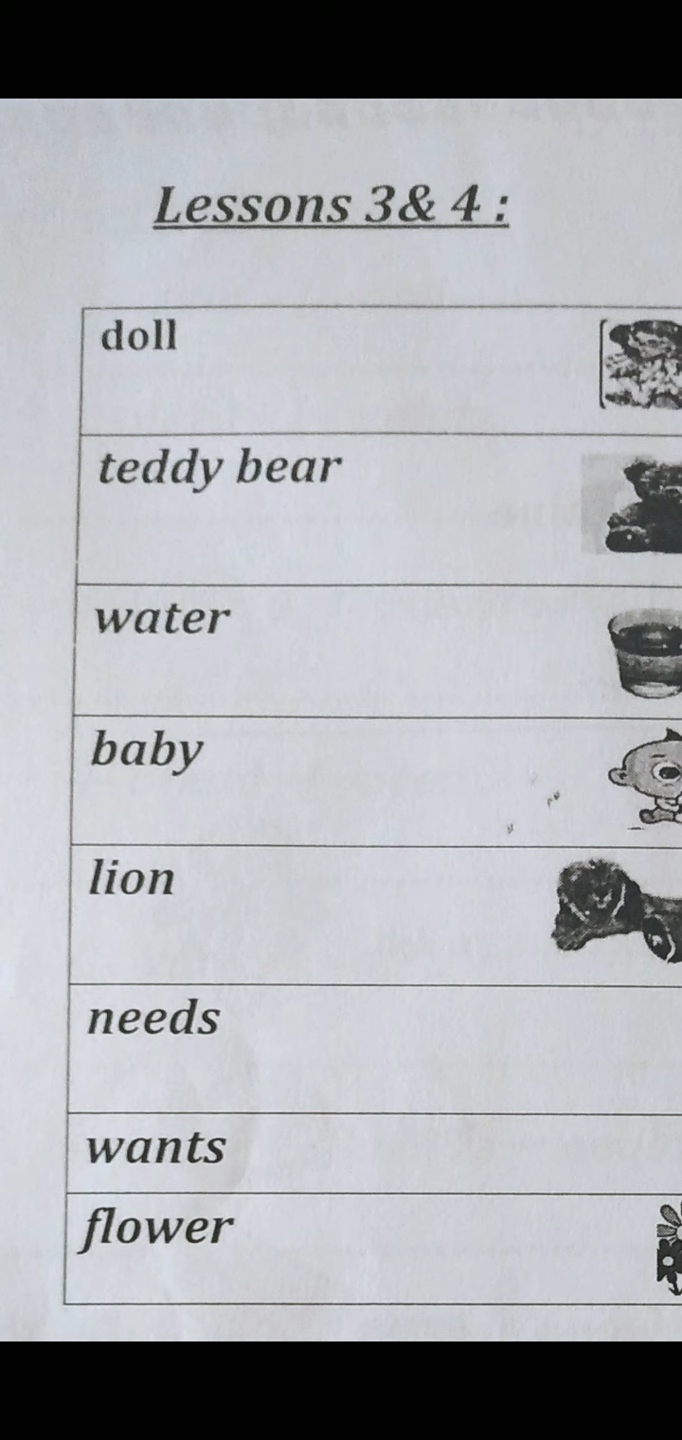 Lessons 3& 4 :
doll
teddy bear
water
baby
lion
needs
wants
flower